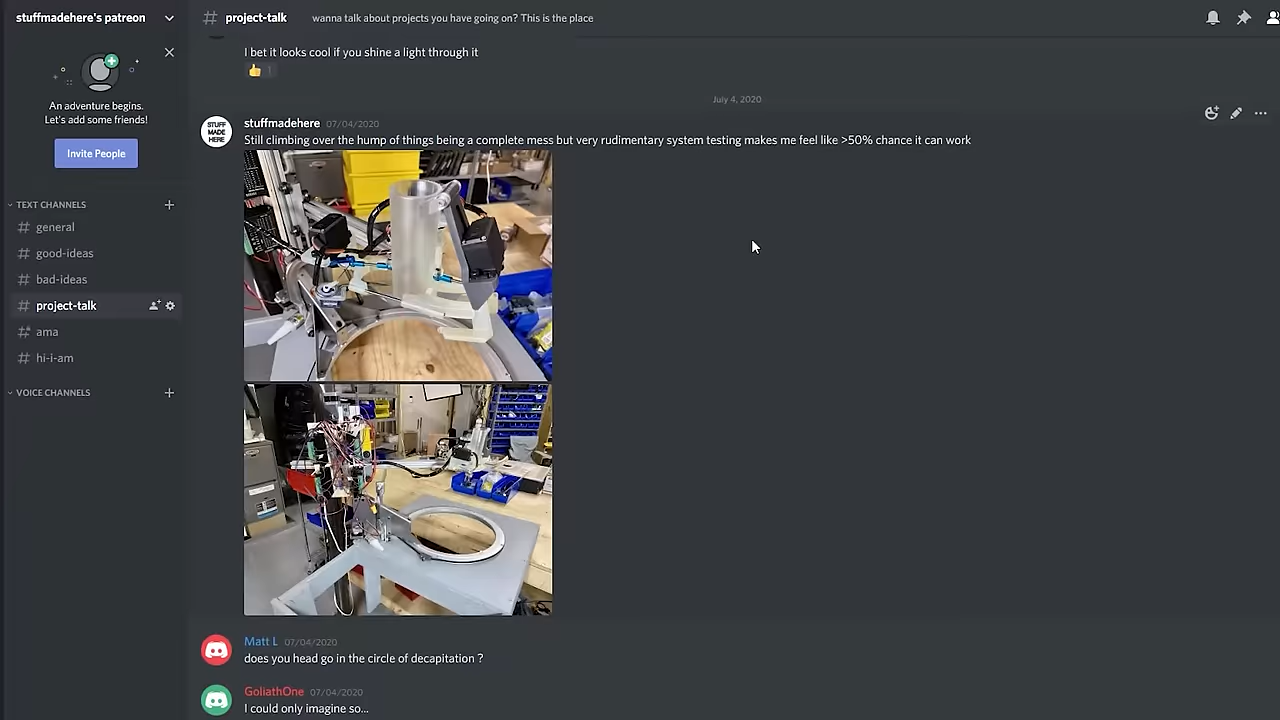 stuffmadehere's patreon
# project-talk
wanna talk about projects you have going on? This is the place
An adventure begins.
Let's add some friends!
Invite People
TEXT CHANNELS
# general
# good-ideas
# bad-ideas
# project-talk
# ama
# hi-i-am
VOICE CHANNELS
I bet it looks cool if you shine a light through it
👍 1
July 4, 2020
STUFF
MADE
HERE
stuffmadehere 07/04/2020
Still climbing over the hump of things being a complete mess but very rudimentary system testing makes me feel like >50% chance it can work
Matt L 07/04/2020
does you head go in the circle of decapitation ?
GoliathOne 07/04/2020
I could only imagine so...